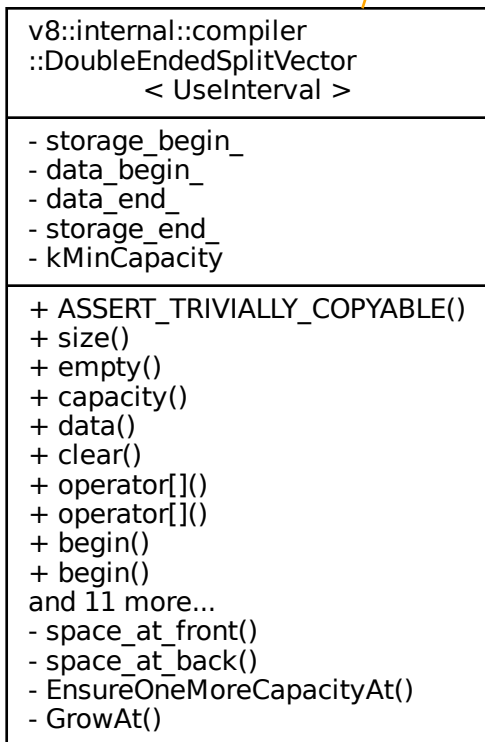 v8::internal::compiler
::DoubleEndedSplitVector
< UseInterval >
- storage_begin_
- data_begin_
- data_end_
- storage_end_
- kMinCapacity
+ ASSERT_TRIVIALLY_COPYABLE()
+ size()
+ empty()
+ capacity()
+ data()
+ clear()
+ operator[]()
+ operator[]()
+ begin()
+ begin()
and 11 more...
- space_at_front()
- space_at_back()
- EnsureOneMoreCapacityAt()
- GrowAt()